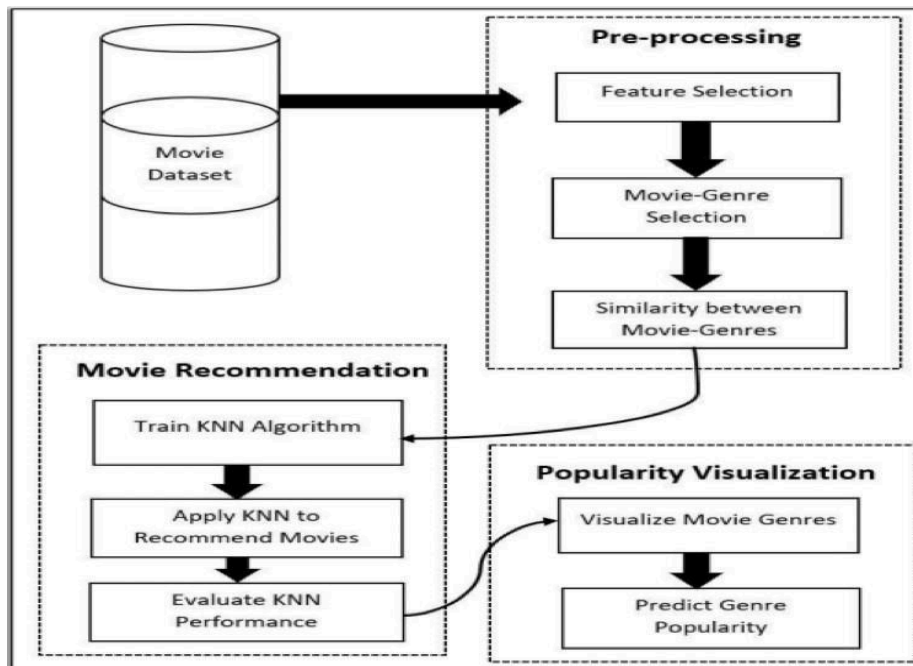 Movie
Dataset
Pre-processing
Feature Selection
Movie-Genre
Selection
Similarity between
Movie-Genres
Movie Recommendation
Train KNN Algorithm
Apply KNN to
Recommend Movies
Evaluate KNN
Performance
Popularity Visualization
Visualize Movie Genres
Predict Genre
Popularity